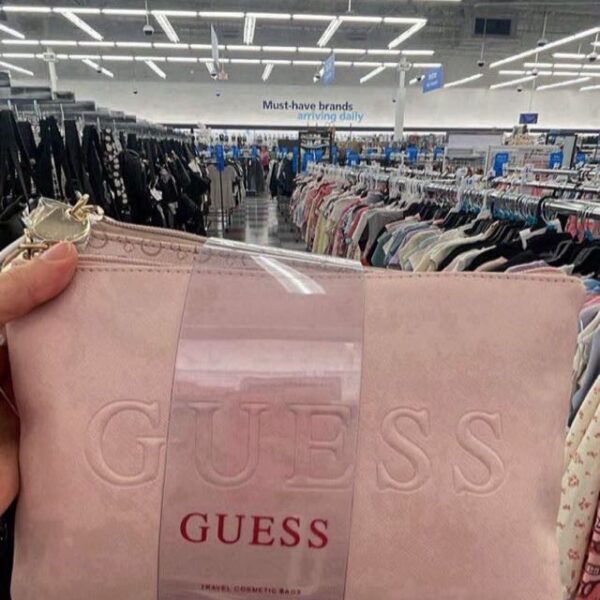 Must-have brands
arriving daily
GUESS
GUESS
TRAVEL COSMETIC BAGS